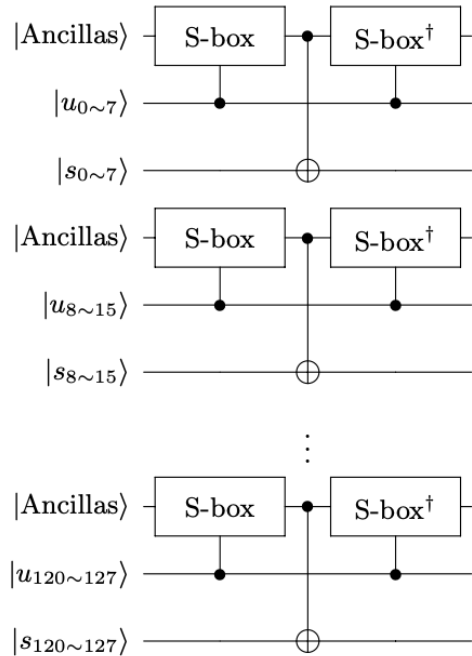 |Ancillas⟩ S-box S-box†
|u₀∼₇⟩
|s₀∼₇⟩
|Ancillas⟩ S-box S-box†
|u₈∼₁₅⟩
|s₈∼₁₅⟩
⋮
|Ancillas⟩ S-box S-box†
|u₁₂₀∼₁₂₇⟩
|s₁₂₀∼₁₂₇⟩